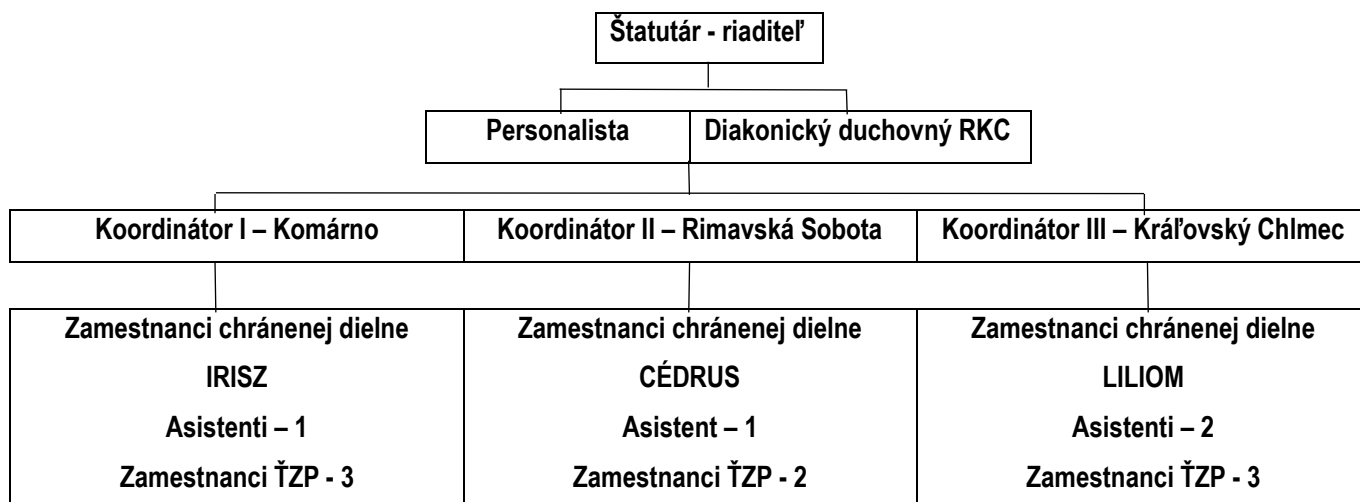 Štatutár - riaditeľ
Personalista
Diakonický duchovný RKC
Koordinátor I – Komárno
Koordinátor II – Rimavská Sobota
Koordinátor III – Kráľovský Chlmec
Zamestnanci chránenej dielne
IRISZ
Asistenti – 1
Zamestnanci ŤZP - 3
Zamestnanci chránenej dielne
CÉDRUS
Asistent – 1
Zamestnanci ŤZP - 2
Zamestnanci chránenej dielne
LILIOM
Asistenti – 2
Zamestnanci ŤZP - 3